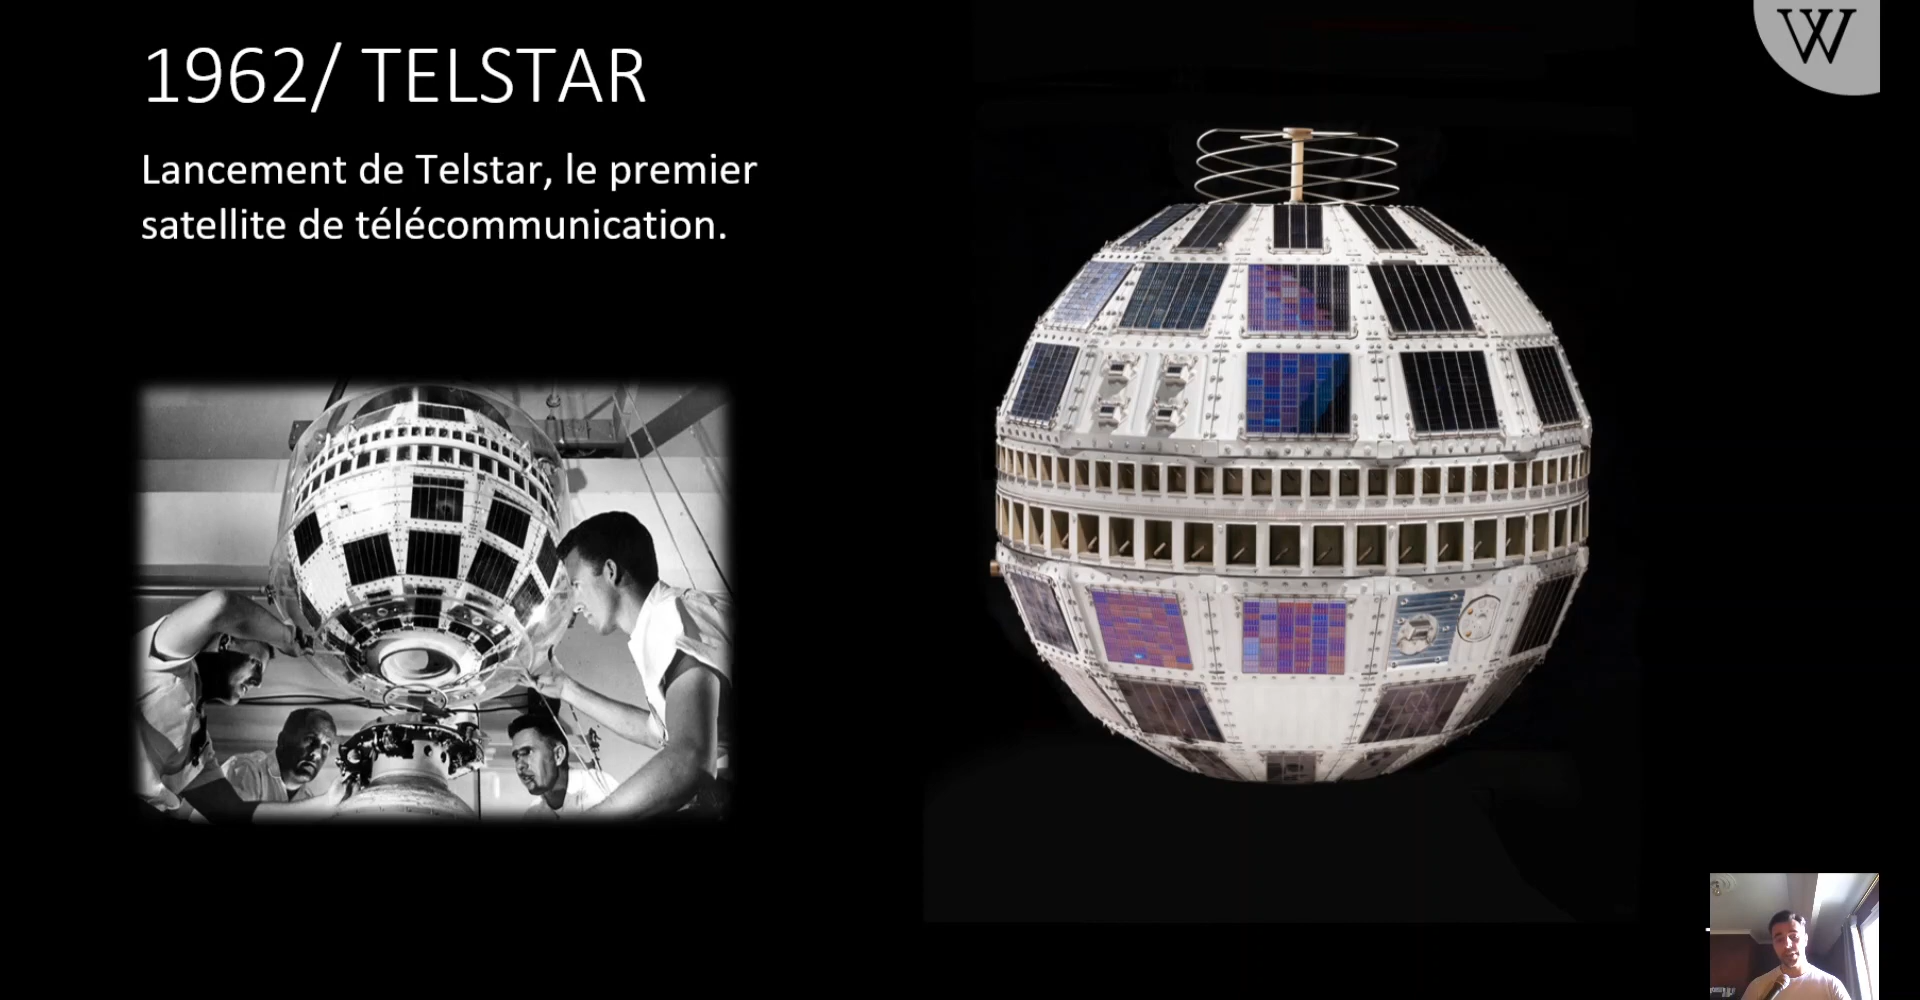 1962/ TELSTAR
Lancement de Telstar, le premier
satellite de télécommunication.
W